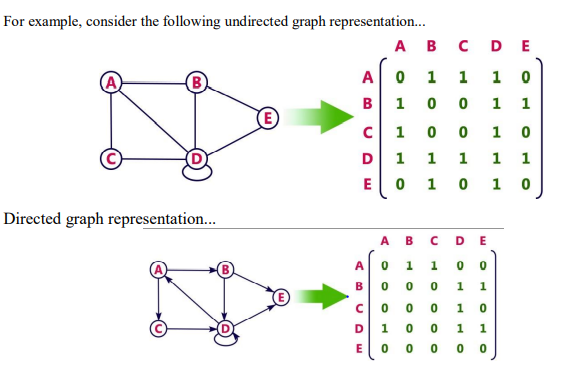 For example, consider the following undirected graph representation...
A B C D E
A 0 1 1 1 0
B 1 0 0 1 1
C 1 0 0 1 0
D 1 1 1 1 1
E 0 1 0 1 0
A B
E
C D
Directed graph representation...
A B C D E
A 0 1 1 0 0
B 0 0 0 1 1
C 0 0 0 1 0
D 1 0 0 1 1
E 0 0 0 0 0
A B
E
C D